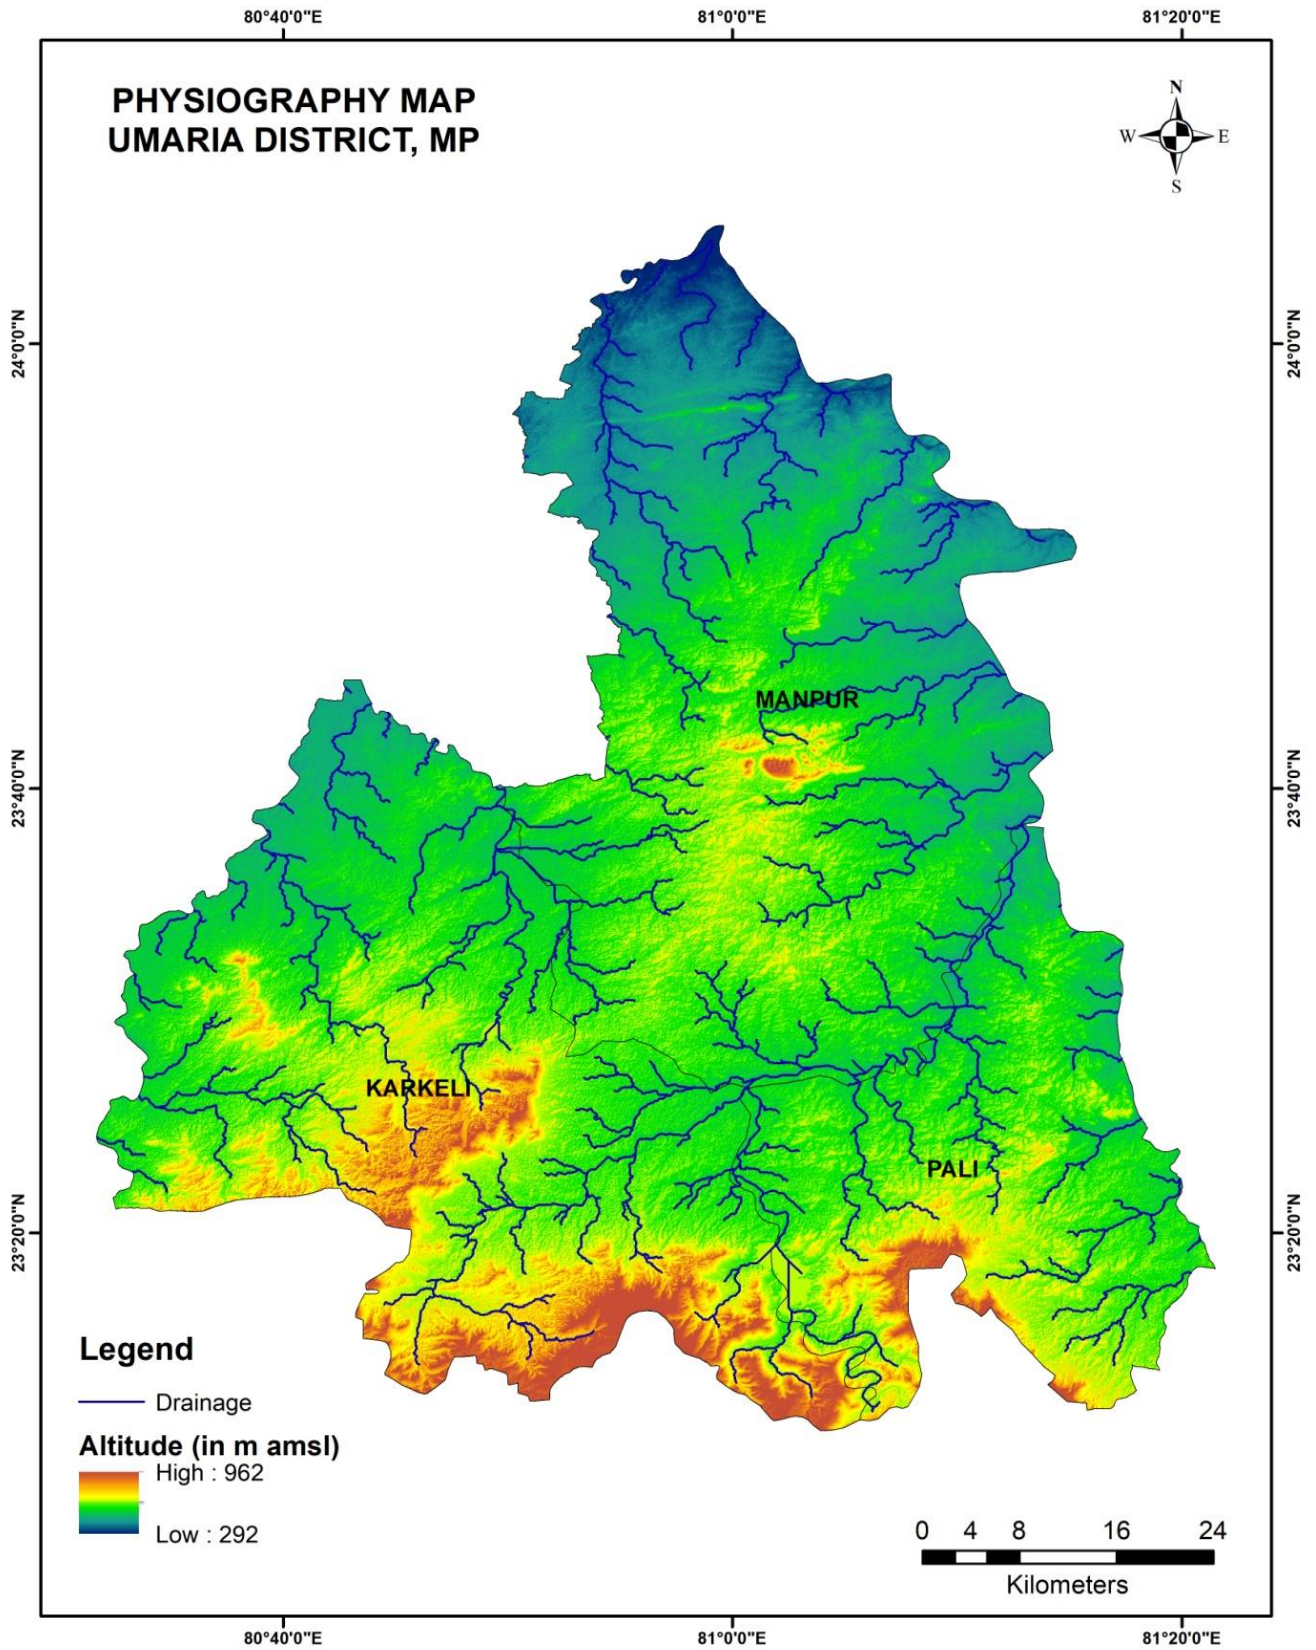 80°40'0"E 81°0'0"E 81°20'0"E
PHYSIOGRAPHY MAP
UMARIA DISTRICT, MP
N
W E
S
24°0'0"N 24°0'0"N
MANPUR
23°40'0"N 23°40'0"N
KARKELI
PALI
23°20'0"N 23°20'0"N
Legend
Drainage
Altitude (in m amsl)
High : 962
Low : 292
0 4 8 16 24
Kilometers
80°40'0"E 81°0'0"E 81°20'0"E